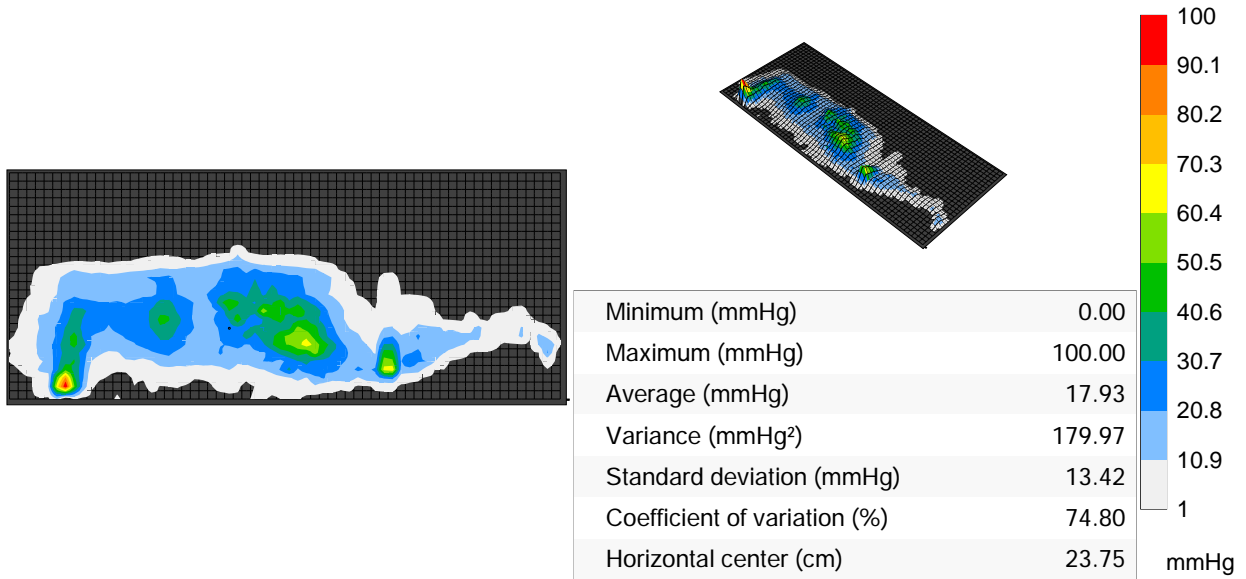 100
90.1
80.2
70.3
60.4
50.5
40.6
30.7
20.8
10.9
1
mmHg
Minimum (mmHg) 0.00
Maximum (mmHg) 100.00
Average (mmHg) 17.93
Variance (mmHg²) 179.97
Standard deviation (mmHg) 13.42
Coefficient of variation (%) 74.80
Horizontal center (cm) 23.75